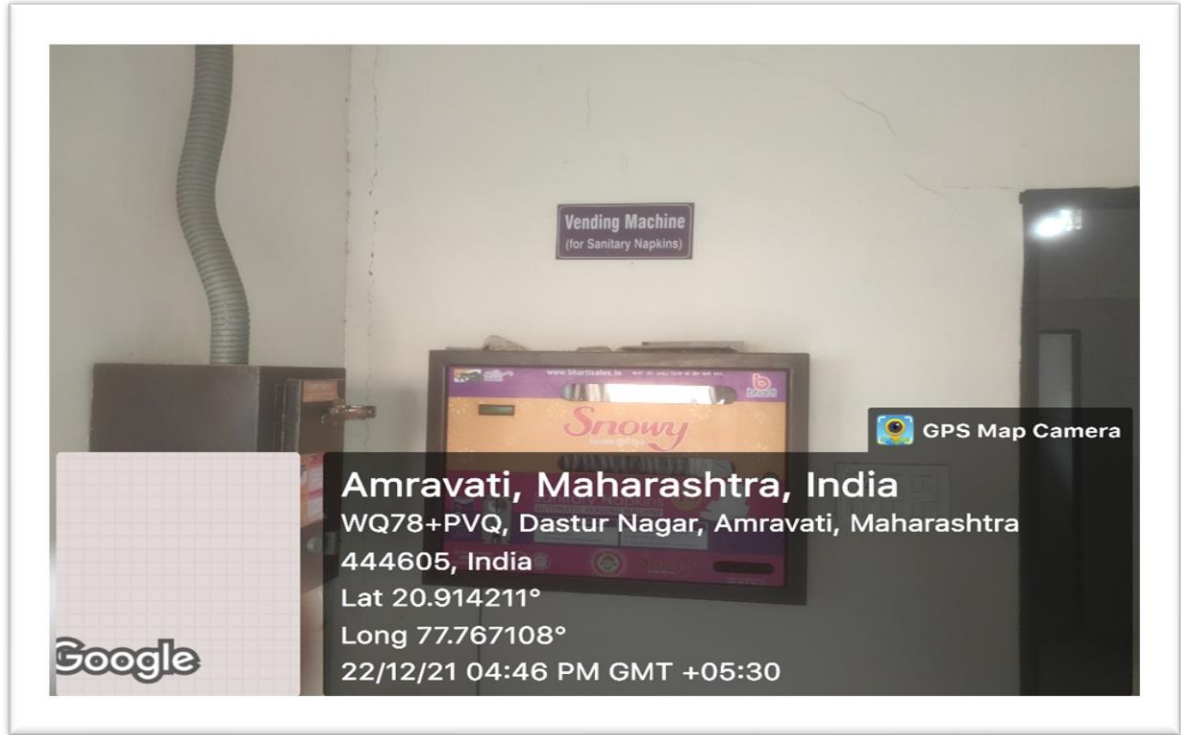 Vending Machine
(for Sanitary Napkins)
www.bhartisales.in
bharti
Snowy
GPS Map Camera
Amravati, Maharashtra, India
WQ78+PVQ, Dastur Nagar, Amravati, Maharashtra
444605, India
Lat 20.914211°
Long 77.767108°
22/12/21 04:46 PM GMT +05:30
Google